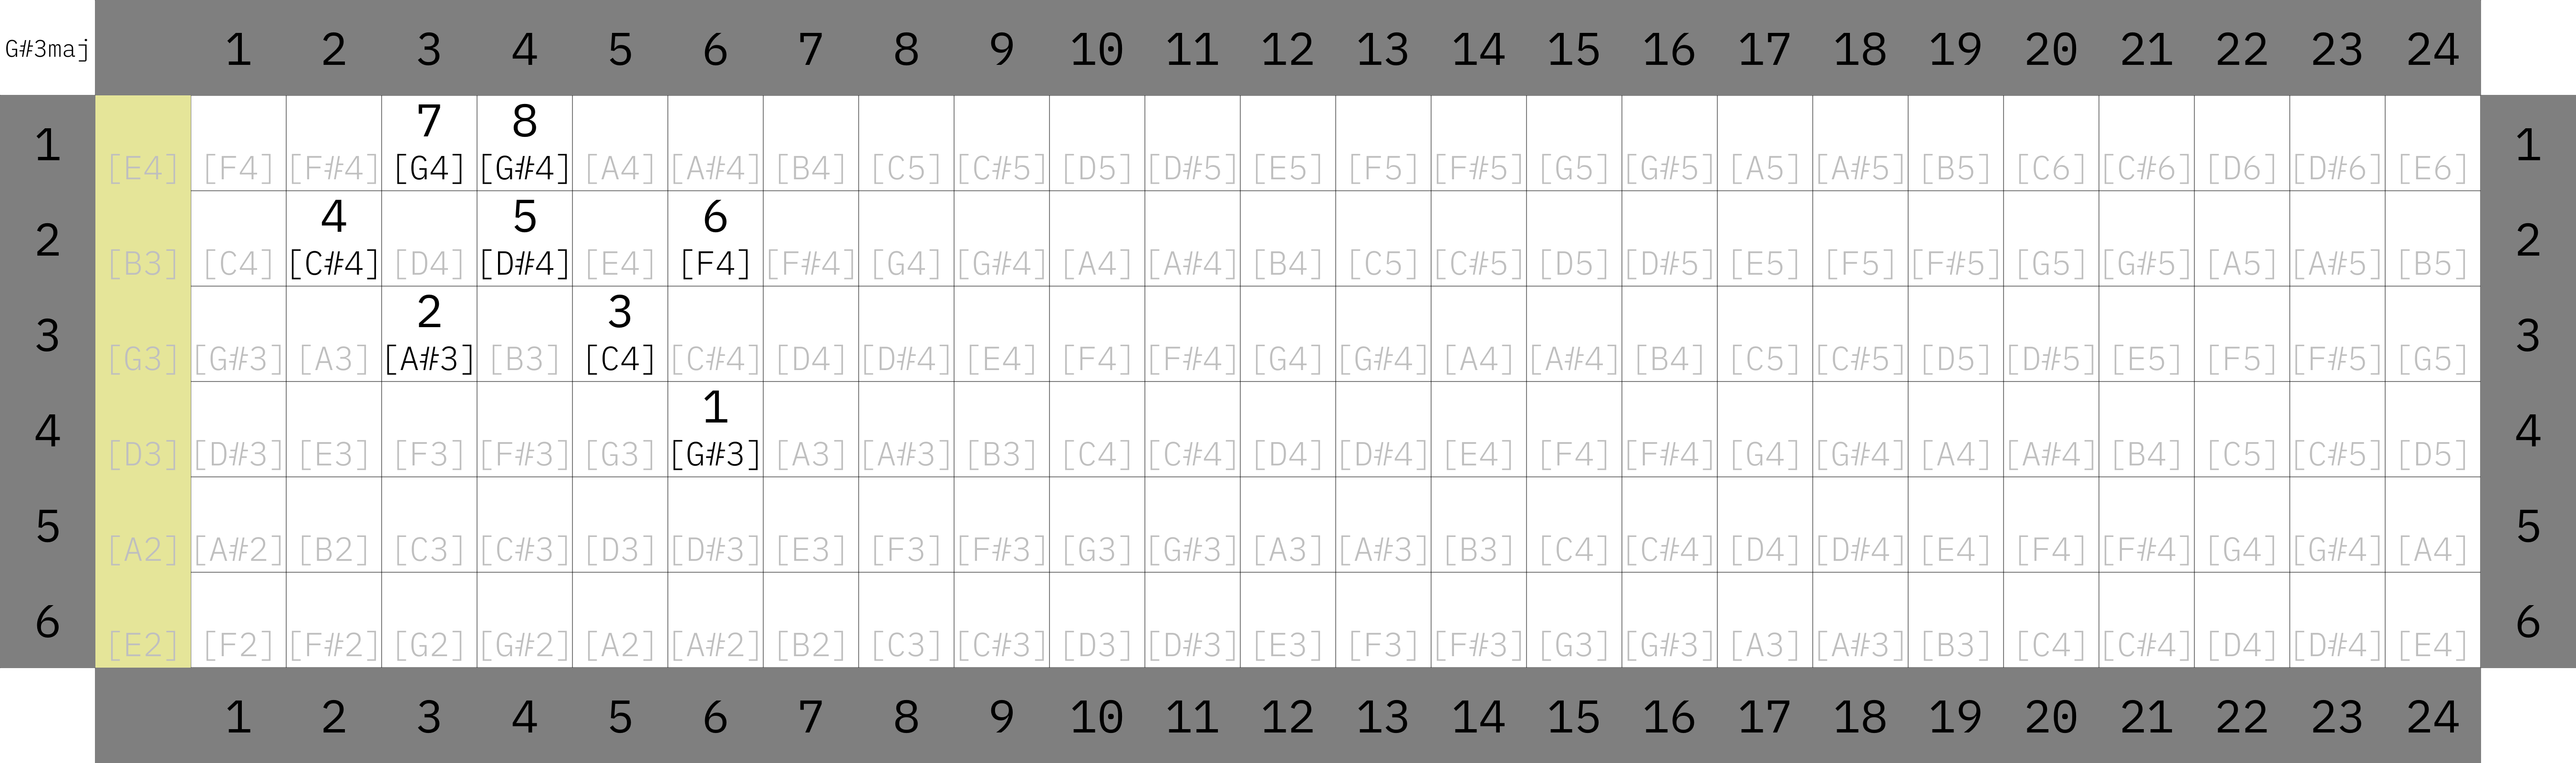 G#3maj 1 2 3 4 5 6 7 8 9 10 11 12 13 14 15 16 17 18 19 20 21 22 23 24
7 8
1 [E4] [F4] [F#4] [G4] [G#4] [A4] [A#4] [B4] [C5] [C#5] [D5] [D#5] [E5] [F5] [F#5] [G5] [G#5] [A5] [A#5] [B5] [C6] [C#6] [D6] [D#6] [E6] 1
4 5 6
2 [B3] [C4] [C#4] [D4] [D#4] [E4] [F4] [F#4] [G4] [G#4] [A4] [A#4] [B4] [C5] [C#5] [D5] [D#5] [E5] [F5] [F#5] [G5] [G#5] [A5] [A#5] [B5] 2
2 3
3 [G3] [G#3] [A3] [A#3] [B3] [C4] [C#4] [D4] [D#4] [E4] [F4] [F#4] [G4] [G#4] [A4] [A#4] [B4] [C5] [C#5] [D5] [D#5] [E5] [F5] [F#5] [G5] 3
1
4 [D3] [D#3] [E3] [F3] [F#3] [G3] [G#3] [A3] [A#3] [B3] [C4] [C#4] [D4] [D#4] [E4] [F4] [F#4] [G4] [G#4] [A4] [A#4] [B4] [C5] [C#5] [D5] 4
5 [A2] [A#2] [B2] [C3] [C#3] [D3] [D#3] [E3] [F3] [F#3] [G3] [G#3] [A3] [A#3] [B3] [C4] [C#4] [D4] [D#4] [E4] [F4] [F#4] [G4] [G#4] [A4] 5
6 [E2] [F2] [F#2] [G2] [G#2] [A2] [A#2] [B2] [C3] [C#3] [D3] [D#3] [E3] [F3] [F#3] [G3] [G#3] [A3] [A#3] [B3] [C4] [C#4] [D4] [D#4] [E4] 6
1 2 3 4 5 6 7 8 9 10 11 12 13 14 15 16 17 18 19 20 21 22 23 24